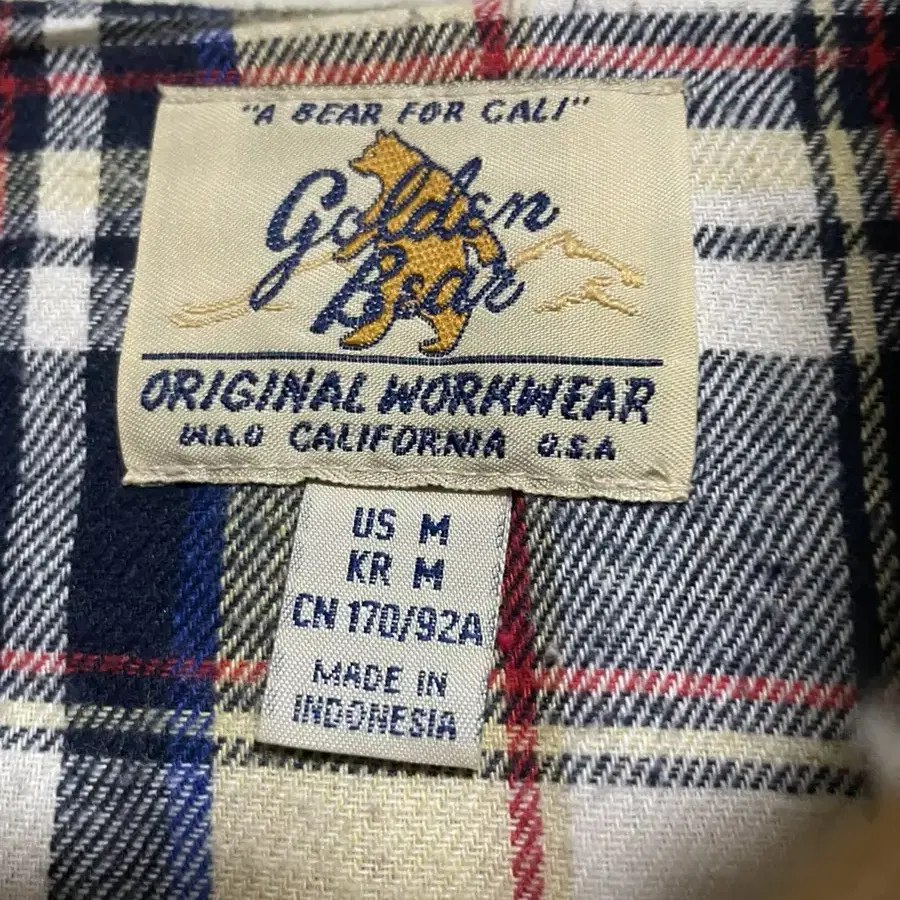 "A BEAR FOR CALI"
Golden
Bear
ORIGINAL WORKWEAR
CALIFORNIA U.S.A
US M
KR M
CN 170/92A
MADE IN
INDONESIA